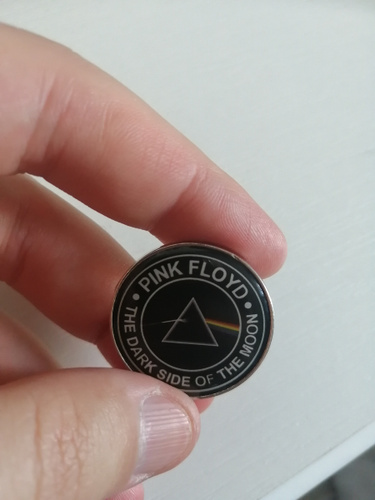 • PINK FLOYD •
THE DARK SIDE OF THE MOON